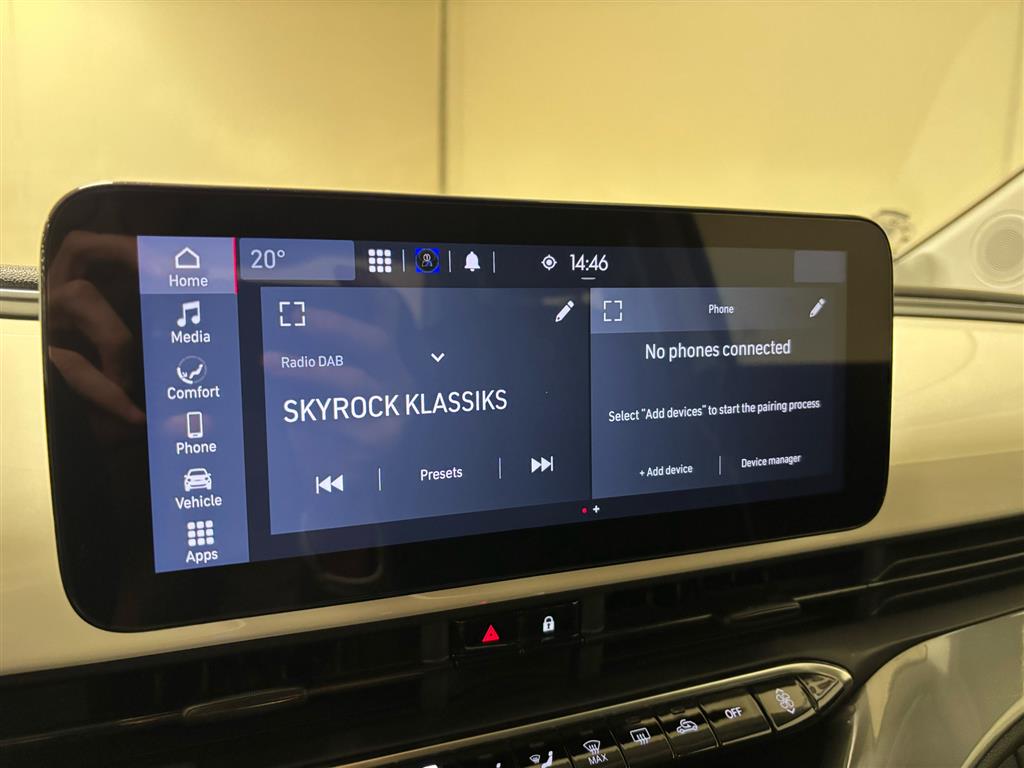 Home
20°
14:46
Media
Comfort
Phone
Vehicle
Apps
Radio DAB
SKYROCK KLASSIKS
Presets
Phone
No phones connected
Select "Add devices" to start the pairing process
+ Add device
Device manager
MAX
OFF